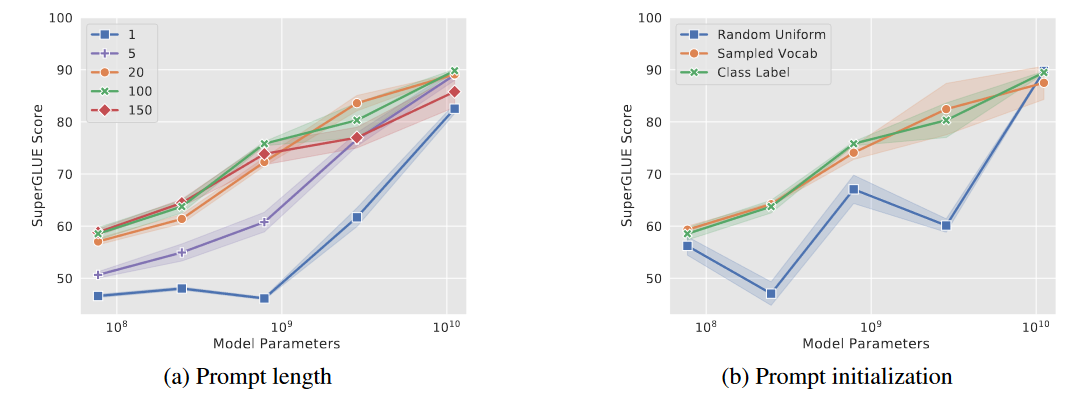 100
90
80
70
60
50
SuperGLUE Score
1
5
20
100
150
10^8
10^9
10^10
Model Parameters
(a) Prompt length
100
90
80
70
60
50
SuperGLUE Score
Random Uniform
Sampled Vocab
Class Label
10^8
10^9
10^10
Model Parameters
(b) Prompt initialization